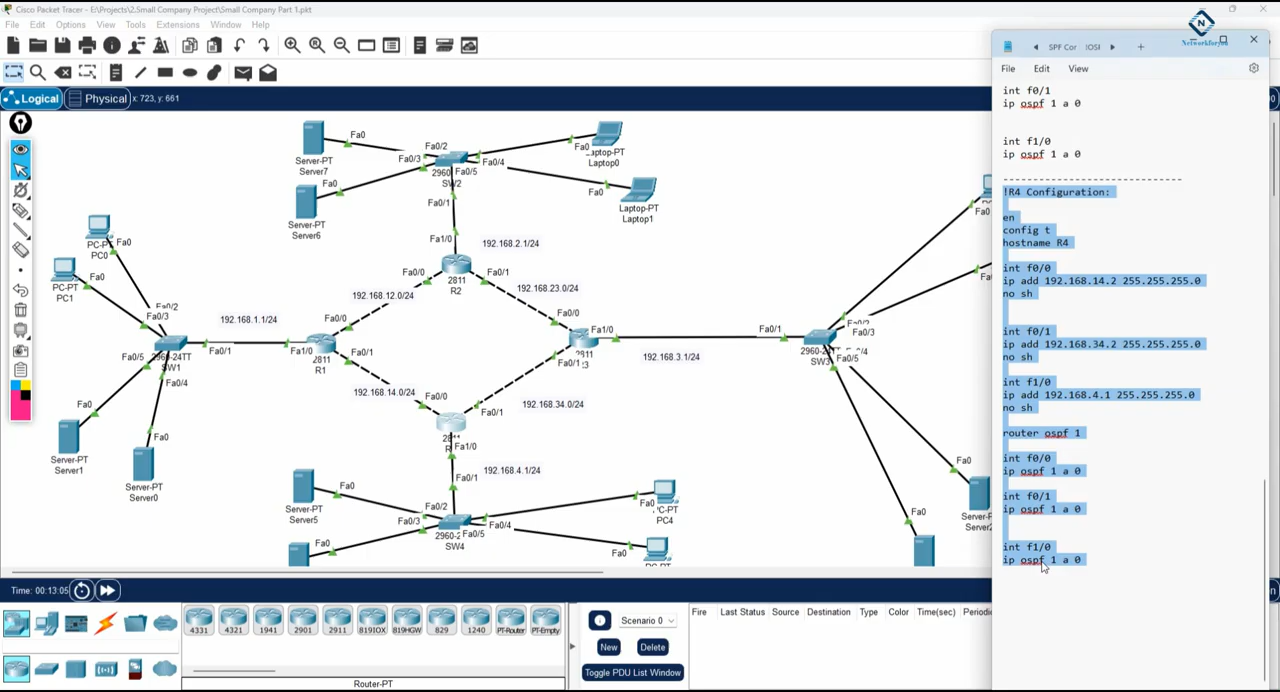 Cisco Packet Tracer - E:\Projects\2.Small Company Project\Small Company Part 1.pkt
File Edit Options View Tools Extensions Window Help
Logical Physical x: 723, y: 661
Networkforyou
SPF Cor IOSI
File Edit View
int f0/1
ip ospf 1 a 0
int f1/0
ip ospf 1 a 0
!R4 Configuration:
en
config t
hostname R4
int f0/0
ip add 192.168.14.2 255.255.255.0
no sh
int f0/1
ip add 192.168.34.2 255.255.255.0
no sh
int f1/0
ip add 192.168.4.1 255.255.255.0
no sh
router ospf 1
int f0/0
ip ospf 1 a 0
int f0/1
ip ospf 1 a 0
int f1/0
ip ospf 1 a 0
Server-PT
Server7
Fa0
Fa0/2
Fa0/3
2960
SW2
Fa0/5
Fa0/4
Fa0
Laptop0
Server-PT
Server6
Fa0
Fa0/1
Fa0
Laptop-PT
Laptop1
Fa1/0
192.168.2.1/24
PC0
Fa0
PC-PT
PC1
Fa0
Fa0/3
Fa0/0
2811
R2
Fa0/1
192.168.12.0/24
192.168.23.0/24
192.168.1.1/24
Fa0/0
Fa0/0
Fa0/5
SW1
Fa0/1
Fa1/0
2811
R1
Fa0/1
Fa0/4
Fa1/0
192.168.3.1/24
Fa0/1
Fa0/3
Fa0/5
SW3
Fa0
192.168.14.0/24
Fa0/0
Fa0/1
192.168.34.0/24
Fa0
Server-PT
Server1
Fa0
Server-PT
Server0
Fa1/0
Fa0/1
192.168.4.1/24
Server-PT
Server5
Fa0
Fa0/2
Fa0/3
Fa0/5
Fa0/4
SW4
Fa0
Fa0
PC4
Fa0
Fa0
Fa0
Time: 00:13:05
4331 4321 1941 2901 2911 819IOX 819HGW 829 1240 PT-Router PT-Empty
Router-PT
Scenario 0
New Delete
Toggle PDU List Window
Fire Last Status Source Destination Type Color Time(sec) Periodic